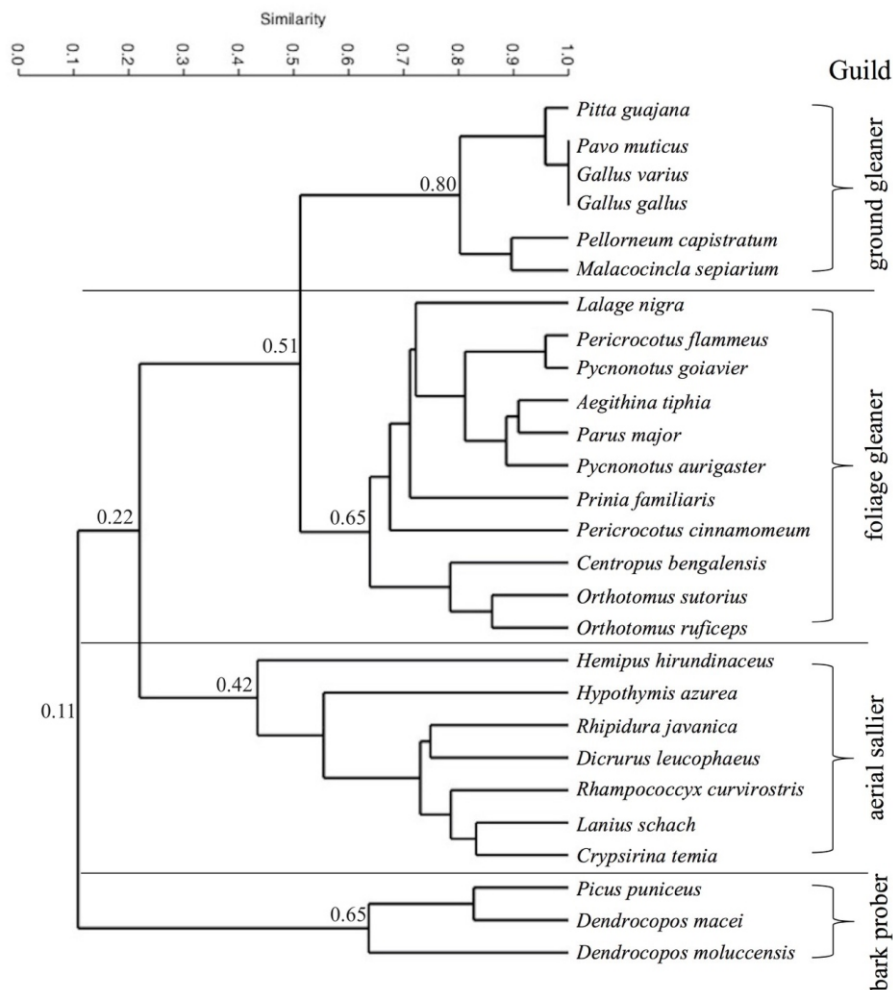 Similarity
0.0 0.1 0.2 0.3 0.4 0.5 0.6 0.7 0.8 0.9 1.0
Guild
Pitta guajana
Pavo muticus
Gallus varius
0.80
Gallus gallus
Pellorneum capistratum
Malacocincla sepiarium
ground gleaner
Lalage nigra
Pericrocotus flammeus
0.51
Pycnonotus goiavier
Aegithina tiphia
Parus major
Pycnonotus aurigaster
Prinia familiaris
0.22
0.65
Pericrocotus cinnamomeum
Centropus bengalensis
Orthotomus sutorius
Orthotomus ruficeps
foliage gleaner
Hemipus hirundinaceus
0.42
Hypothymis azurea
0.11
Rhipidura javanica
Dicrurus leucophaeus
Rhampococcyx curvirostris
Lanius schach
Crypsirina temia
aerial sallier
Picus puniceus
0.65
Dendrocopos macei
Dendrocopos moluccensis
bark prober